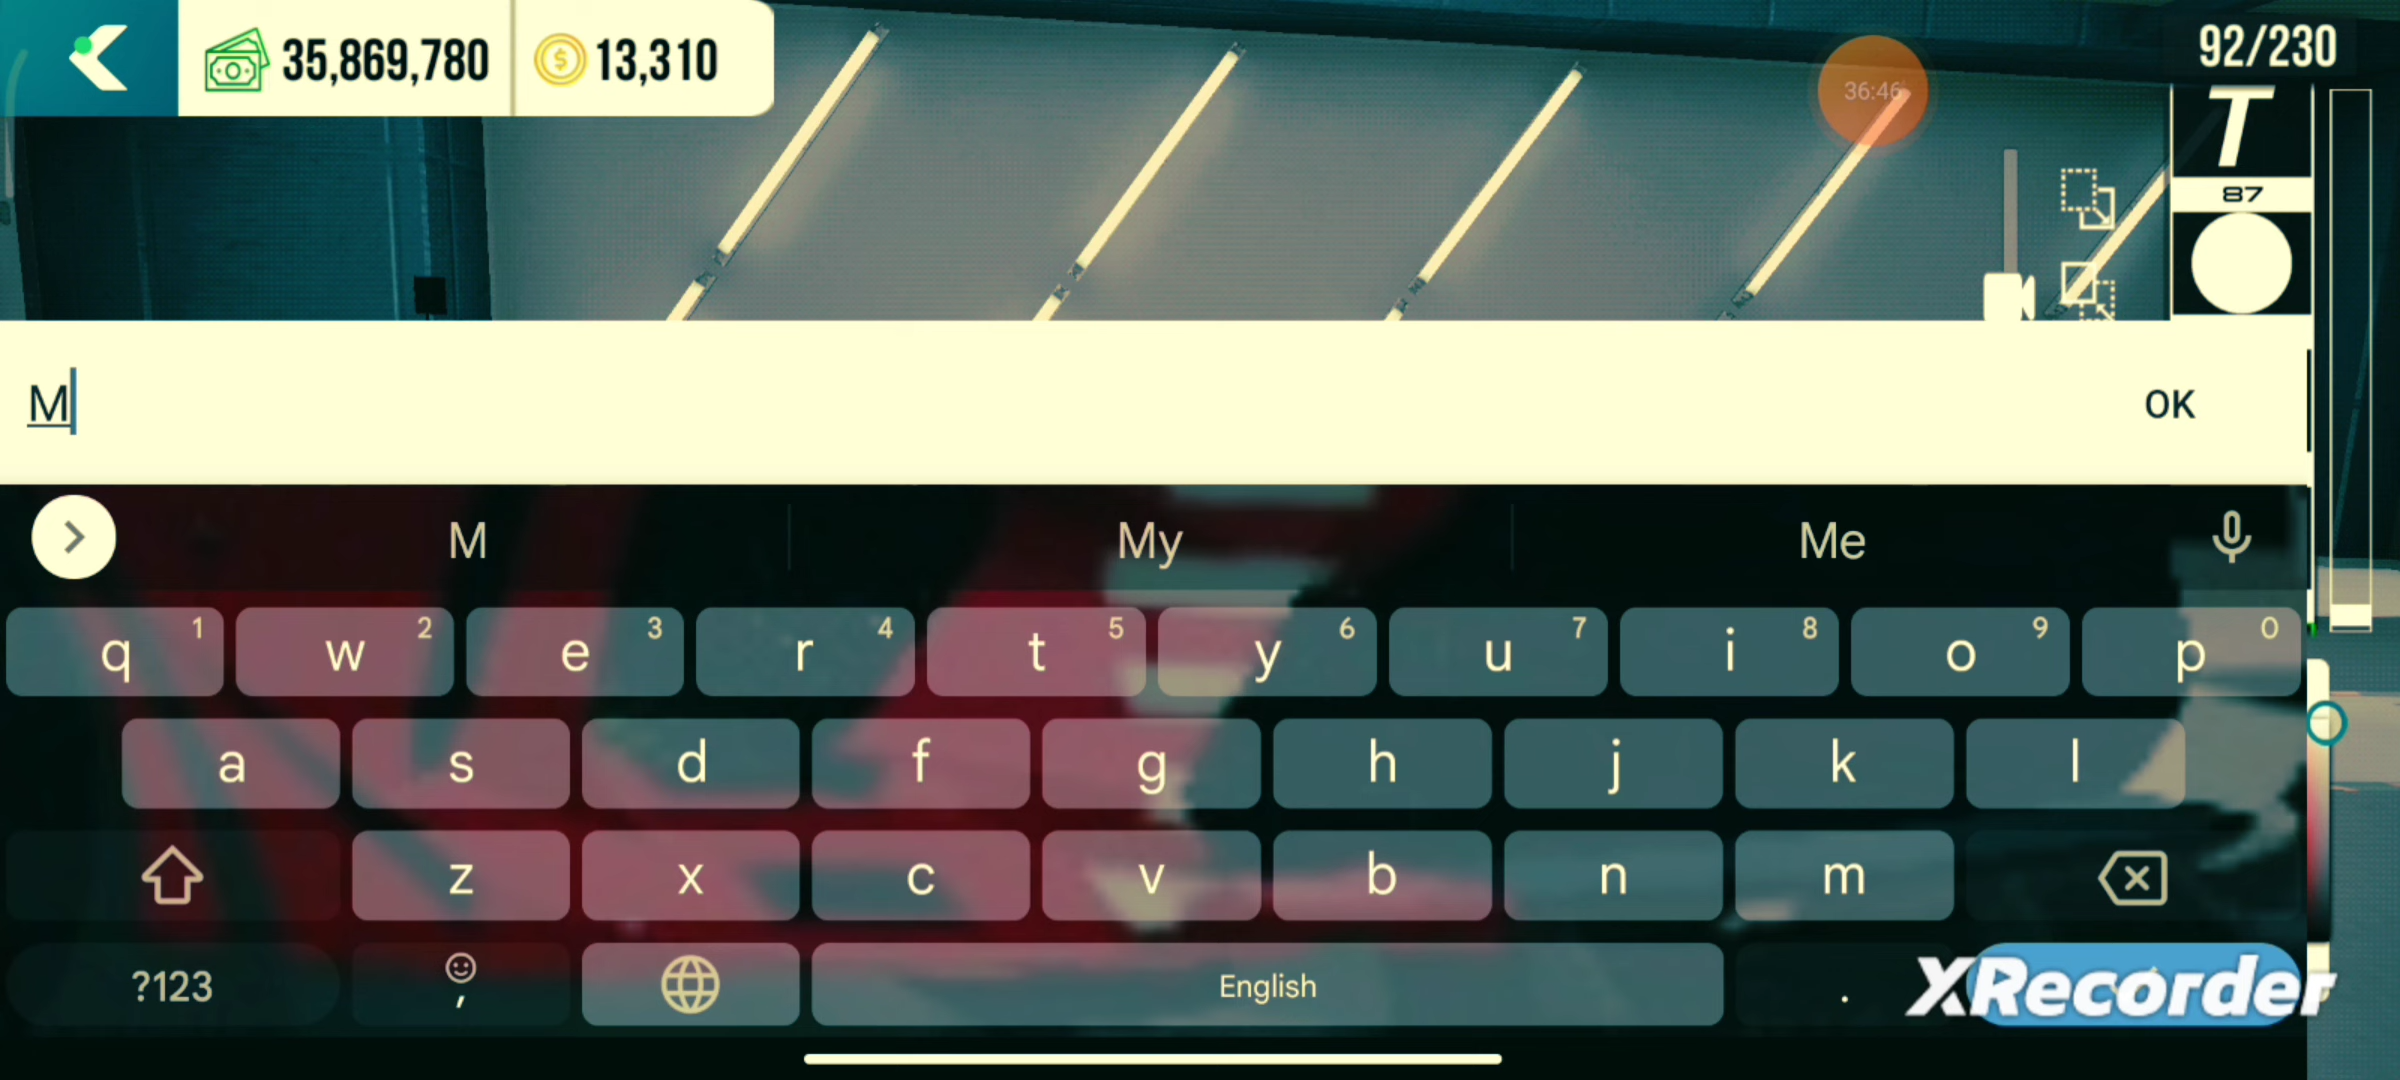 35,869,780 13,310 36:46 92/230
T
87
M OK
M My Me
q 1 w 2 e 3 r 4 t 5 y 6 u 7 i 8 o 9 p 0
a s d f g h j k l
z x c v b n m
?123 , English .
XRecorder